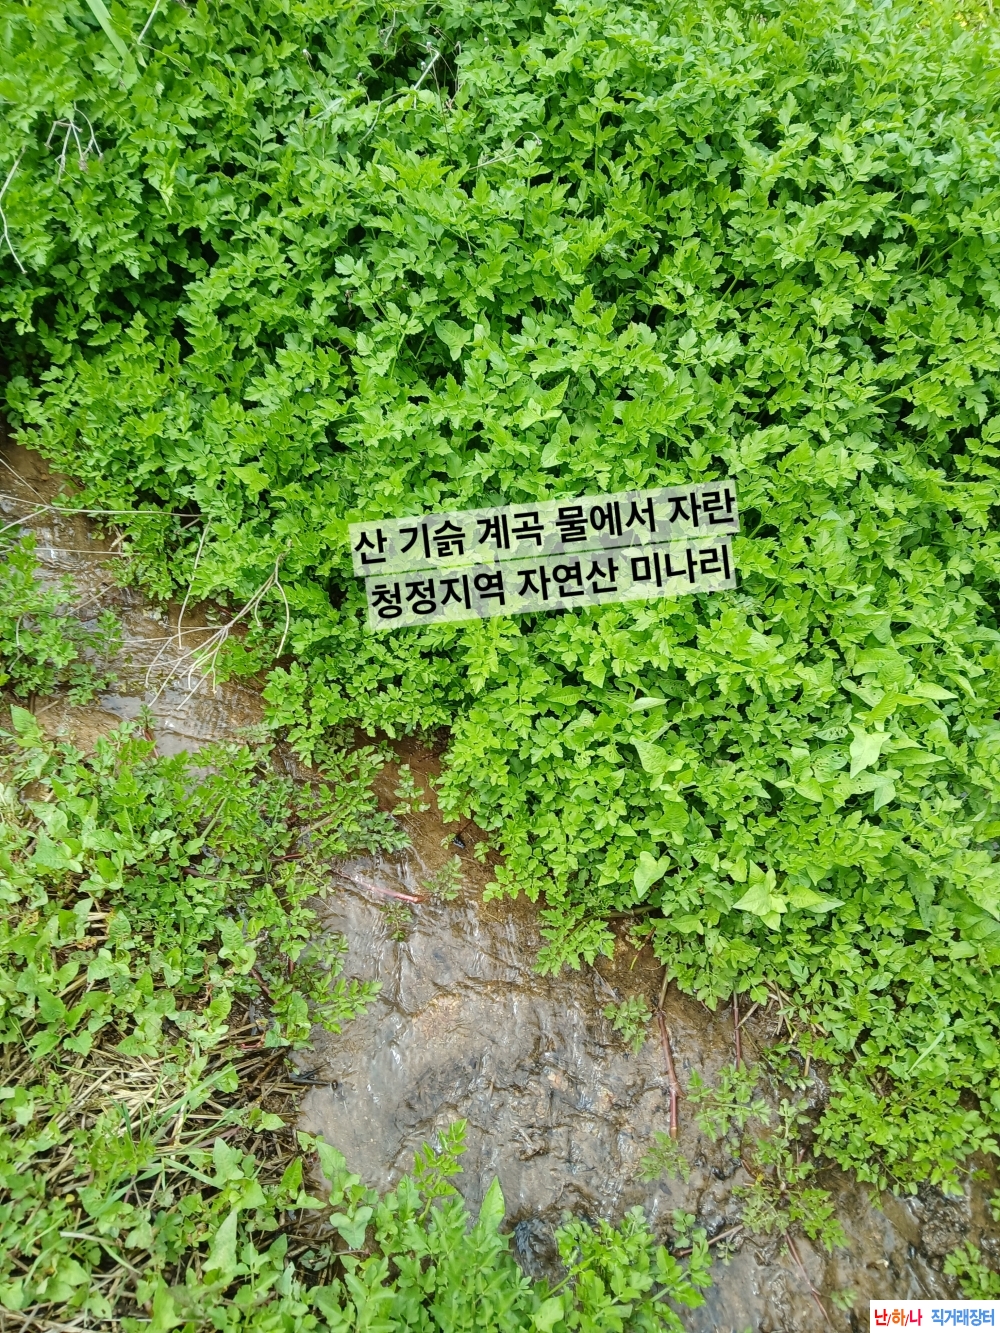 산 기슭 계곡 물에서 자란
청정지역 자연산 미나리
난/하/나 직거래장터